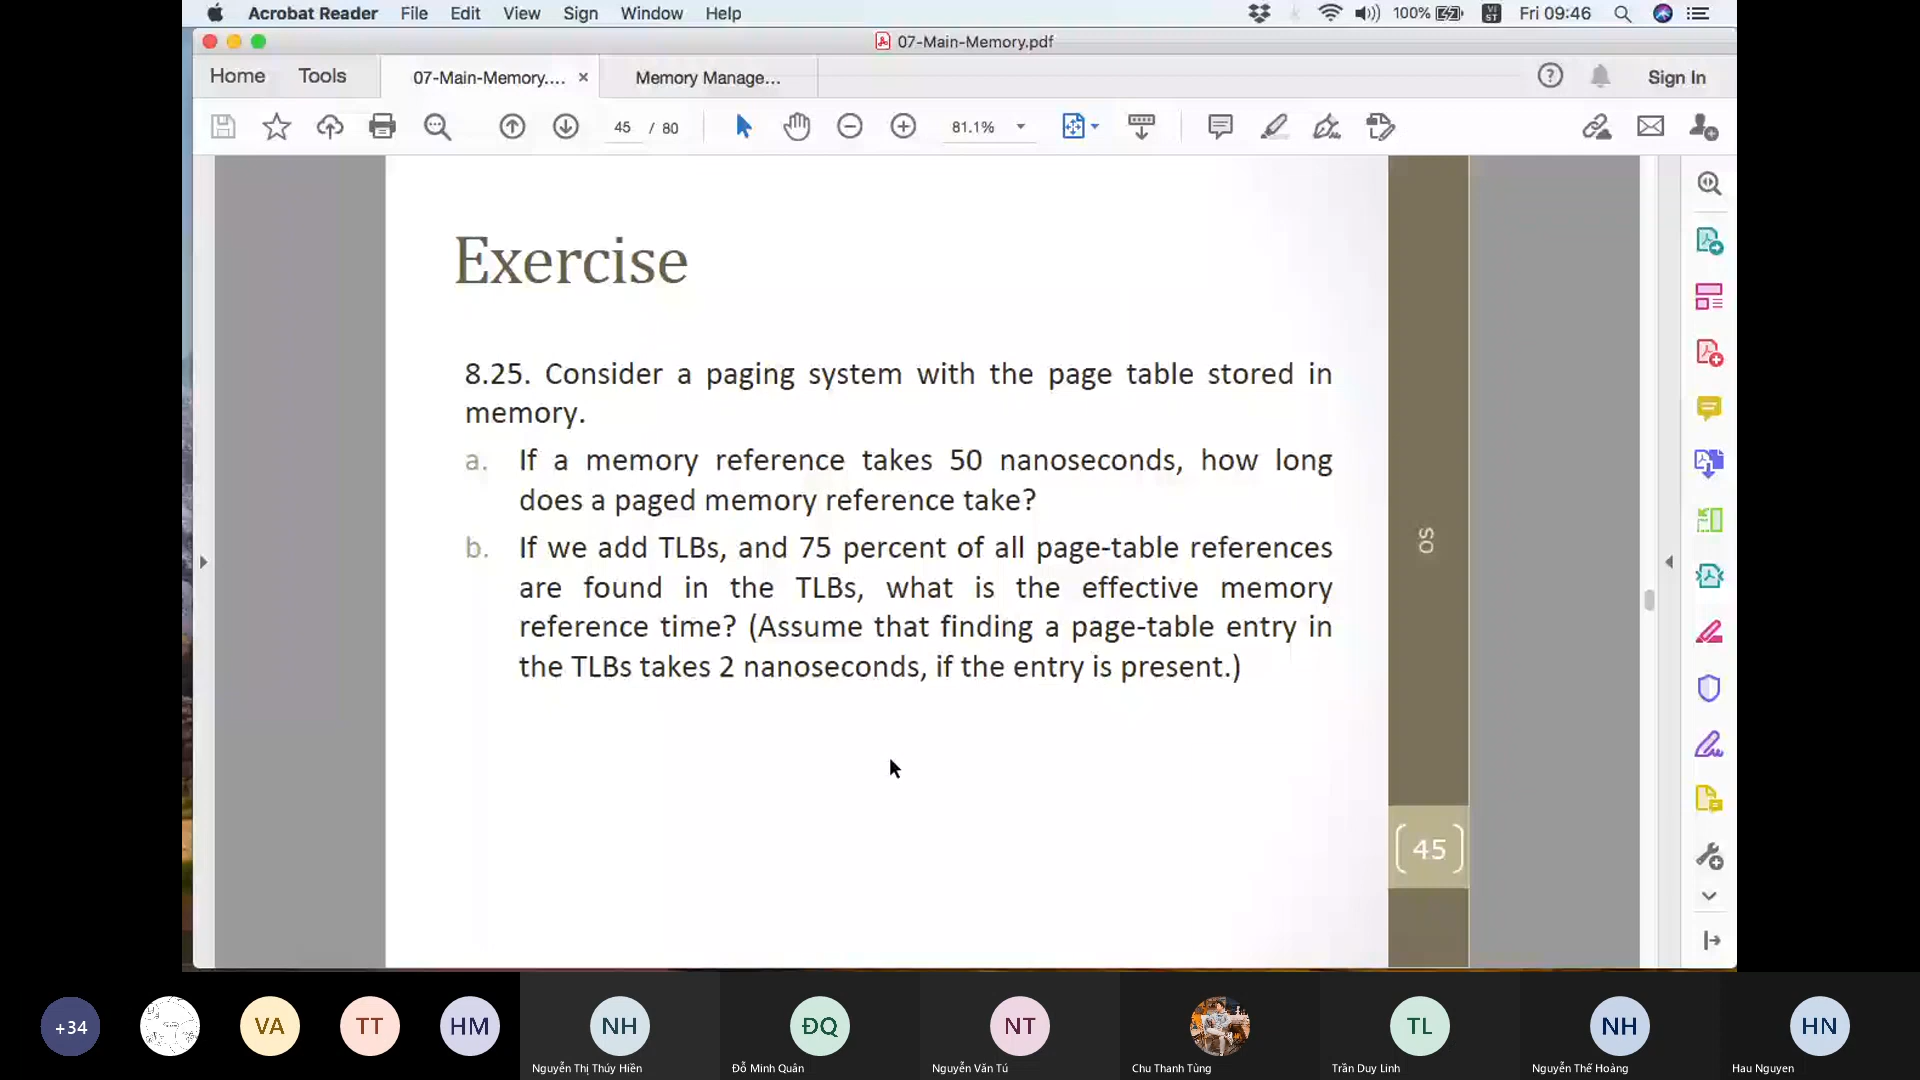 Acrobat Reader File Edit View Sign Window Help 100% VI ST Fri 09:46
07-Main-Memory.pdf
Home Tools 07-Main-Memory.... × Memory Manage... Sign In
45 / 80 81.1%
Exercise
8.25. Consider a paging system with the page table stored in
memory.
a. If a memory reference takes 50 nanoseconds, how long
does a paged memory reference take?
b. If we add TLBs, and 75 percent of all page-table references
are found in the TLBs, what is the effective memory
reference time? (Assume that finding a page-table entry in
the TLBs takes 2 nanoseconds, if the entry is present.)
OS
45
+34 VA TT HM NH ĐQ NT TL NH HN
Nguyễn Thị Thúy Hiền Đỗ Minh Quân Nguyễn Văn Tú Chu Thanh Tùng Trần Duy Linh Nguyễn Thế Hoàng Hau Nguyen